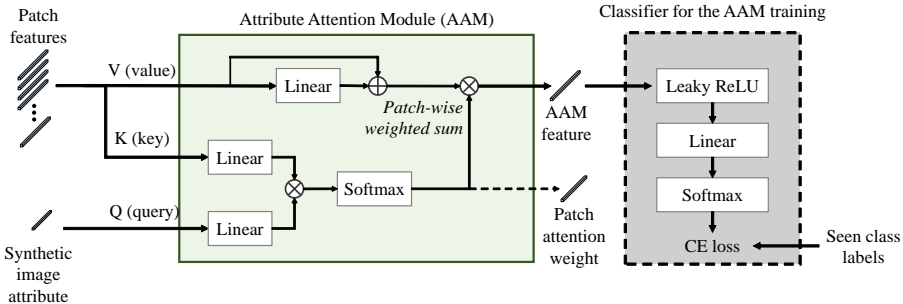 Patch
features
Attribute Attention Module (AAM)
Classifier for the AAM training
V (value)
Linear
Patch-wise
weighted sum
K (key)
Linear
Softmax
Q (query)
Linear
Synthetic
image
attribute
AAM
feature
Patch
attention
weight
Leaky ReLU
Linear
Softmax
CE loss
Seen class
labels